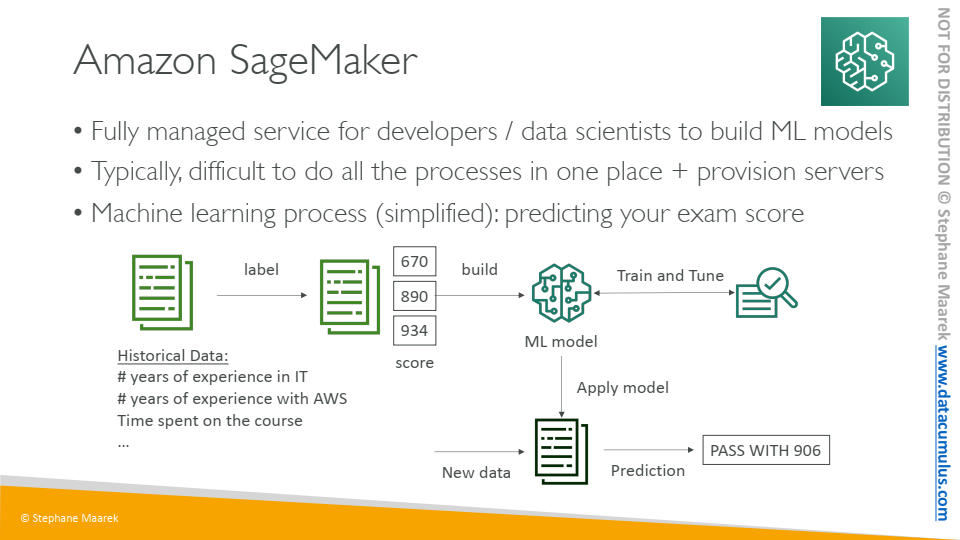 Amazon SageMaker
• Fully managed service for developers / data scientists to build ML models
• Typically, difficult to do all the processes in one place + provision servers
• Machine learning process (simplified): predicting your exam score
label
670
890
934
score
build
ML model
Train and Tune
Historical Data:
# years of experience in IT
# years of experience with AWS
Time spent on the course
...
Apply model
New data
Prediction
PASS WITH 906
© Stephane Maarek
NOT FOR DISTRIBUTION © Stephane Maarek www.datacumulus.com